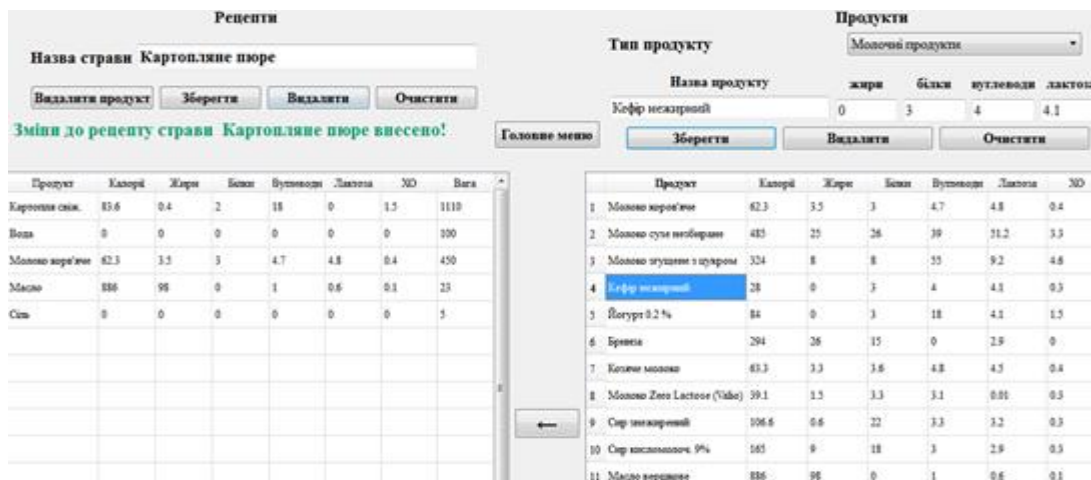 Рецепти
Назва страви Картопляне пюре
Видалити продукт Зберегти Видалити Очистити
Зміни до рецепту страви Картопляне пюре внесено!
Продукт Калорії Жири Білки Вуглеводи Лактоза ХО Вага
Картопля свіж. 83.6 0.4 2 18 0 1.5 1110
Вода 0 0 0 0 0 0 100
Молоко коров'яче 62.3 3.5 3 4.7 4.8 0.4 450
Масло 886 98 0 1 0.6 0.1 23
Сіль 0 0 0 0 0 0 5
Головне меню
←
Продукти
Тип продукту Молочні продукти
Назва продукту жири білки вуглеводи лактоза
Кефір нежирний 0 3 4 4.1
Зберегти Видалити Очистити
Продукт Калорії Жири Білки Вуглеводи Лактоза ХО
1 Молоко коров'яче 62.3 3.5 3 4.7 4.8 0.4
2 Молоко сухе незбиране 485 25 26 39 51.2 3.3
3 Молоко згущене з цукром 324 8 8 55 9.2 4.6
4 Кефір нежирний 28 0 3 4 4.1 0.3
5 Йогурт 0.2 % 84 0 3 18 4.1 1.5
6 Бринза 294 26 15 0 2.9 0
7 Козяче молоко 63.3 3.3 3.6 4.8 4.5 0.4
8 Молоко Zero Lactose (Valio) 39.1 1.5 3.3 3.1 0.01 0.3
9 Сир знежирений 106.6 0.6 22 3.3 3.2 0.3
10 Сир кисломолоч. 9% 165 9 18 3 2.9 0.3
11 Масло вершкове 886 98 0 1 0.6 0.1